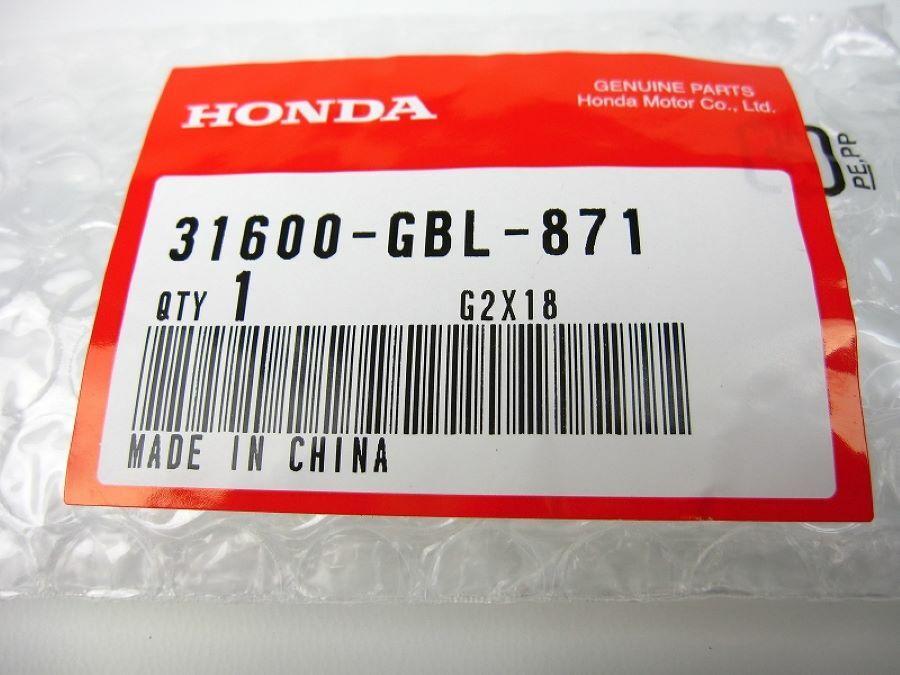 HONDA
GENUINE PARTS
Honda Motor Co., Ltd.
PE,PP
31600-GBL-871
QTY 1 G2X18
MADE IN CHINA